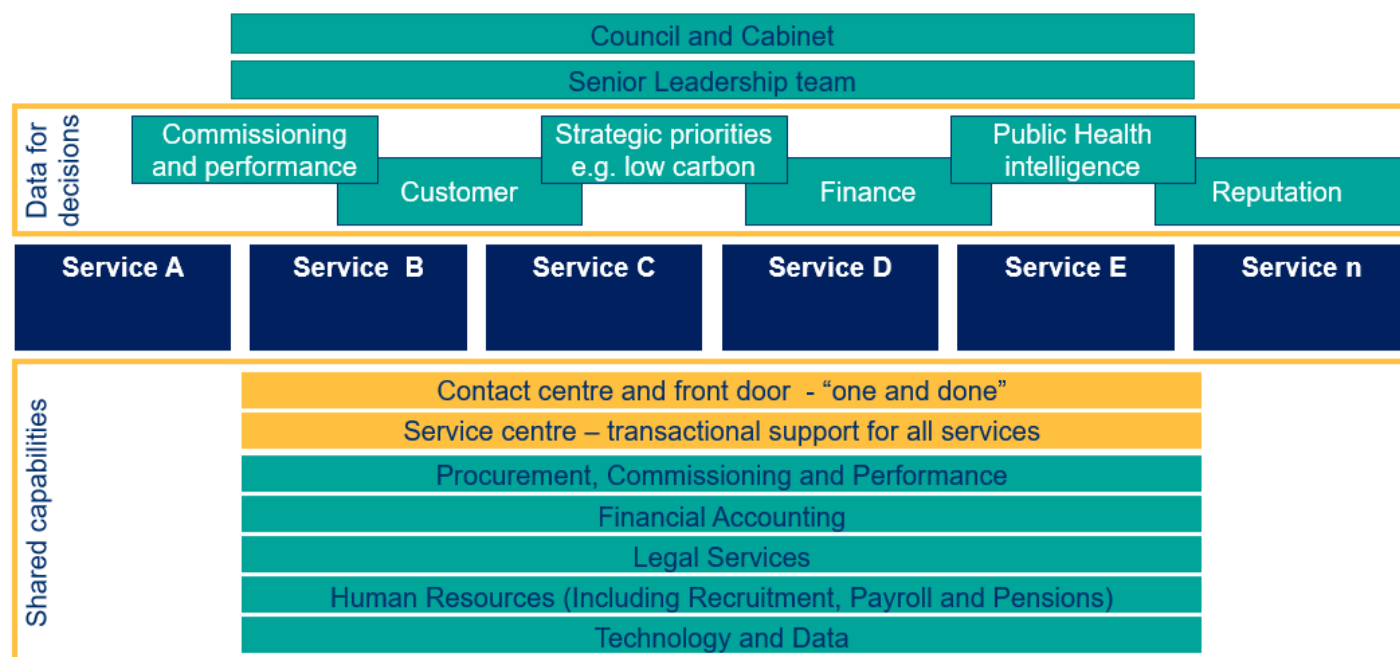 Council and Cabinet
Senior Leadership team
Data for
decisions
Commissioning
and performance
Customer
Strategic priorities
e.g. low carbon
Finance
Public Health
intelligence
Reputation
Service A
Service  B
Service C
Service D
Service E
Service n
Shared capabilities
Contact centre and front door  - “one and done”
Service centre – transactional support for all services
Procurement, Commissioning and Performance
Financial Accounting
Legal Services
Human Resources (Including Recruitment, Payroll and Pensions)
Technology and Data